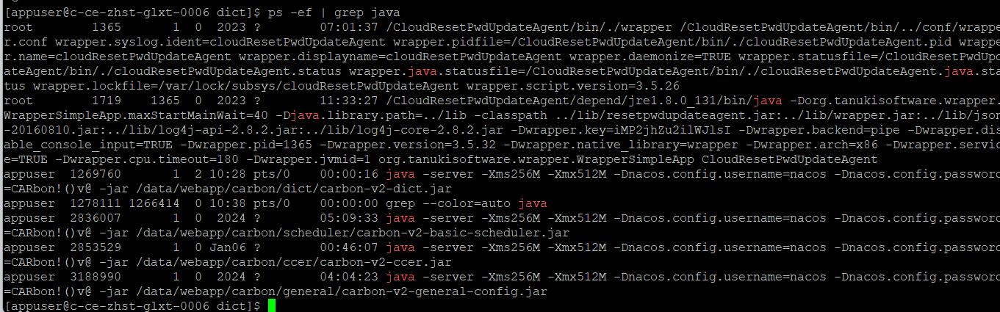 [appuser@c-ce-zhst-glxt-0006 dict]$ ps -ef | grep java
root        1365       1  0  2023 ?        07:01:37 /CloudResetPwdUpdateAgent/bin/./wrapper /CloudResetPwdUpdateAgent/bin/../conf/wrappe
r.conf wrapper.syslog.ident=cloudResetPwdUpdateAgent wrapper.pidfile=/CloudResetPwdUpdateAgent/bin/./cloudResetPwdUpdateAgent.pid wrappe
r.name=cloudResetPwdUpdateAgent wrapper.displayname=cloudResetPwdUpdateAgent wrapper.daemonize=TRUE wrapper.statusfile=/CloudResetPwdUpd
ateAgent/bin/./cloudResetPwdUpdateAgent.status wrapper.java.statusfile=/CloudResetPwdUpdateAgent/bin/./cloudResetPwdUpdateAgent.java.sta
tus wrapper.lockfile=/var/lock/subsys/cloudResetPwdUpdateAgent wrapper.script.version=3.5.26
root        1719    1365  0  2023 ?        11:33:27 /CloudResetPwdUpdateAgent/depend/jre1.8.0_131/bin/java -Dorg.tanukisoftware.wrapper.
WrapperSimpleApp.maxStartMainWait=40 -Djava.library.path=../lib -classpath ../lib/resetpwdupdateagent.jar:../lib/wrapper.jar:../lib/json
-20160810.jar:../lib/log4j-api-2.8.2.jar:../lib/log4j-core-2.8.2.jar -Dwrapper.key=iMP2jhZu2ilWJlsI -Dwrapper.backend=pipe -Dwrapper.dis
able_console_input=TRUE -Dwrapper.pid=1365 -Dwrapper.version=3.5.32 -Dwrapper.native_library=wrapper -Dwrapper.arch=x86 -Dwrapper.servic
e=TRUE -Dwrapper.cpu.timeout=180 -Dwrapper.jvmid=1 org.tanukisoftware.wrapper.WrapperSimpleApp CloudResetPwdUpdateAgent
appuser  1269760       1  2 10:28 pts/0    00:00:16 java -server -Xms256M -Xmx512M -Dnacos.config.username=nacos -Dnacos.config.password
=CARbon!()v@ -jar /data/webapp/carbon/dict/carbon-v2-dict.jar
appuser  1278111 1266414  0 10:38 pts/0    00:00:00 grep --color=auto java
appuser  2836007       1  0  2024 ?        05:09:33 java -server -Xms256M -Xmx512M -Dnacos.config.username=nacos -Dnacos.config.password
=CARbon!()v@ -jar /data/webapp/carbon/scheduler/carbon-v2-basic-scheduler.jar
appuser  2853529       1  0 Jan06 ?        00:46:07 java -server -Xms256M -Xmx512M -Dnacos.config.username=nacos -Dnacos.config.password
=CARbon!()v@ -jar /data/webapp/carbon/ccer/carbon-v2-ccer.jar
appuser  3188990       1  0  2024 ?        04:04:23 java -server -Xms256M -Xmx512M -Dnacos.config.username=nacos -Dnacos.config.password
=CARbon!()v@ -jar /data/webapp/carbon/general/carbon-v2-general-config.jar
[appuser@c-ce-zhst-glxt-0006 dict]$